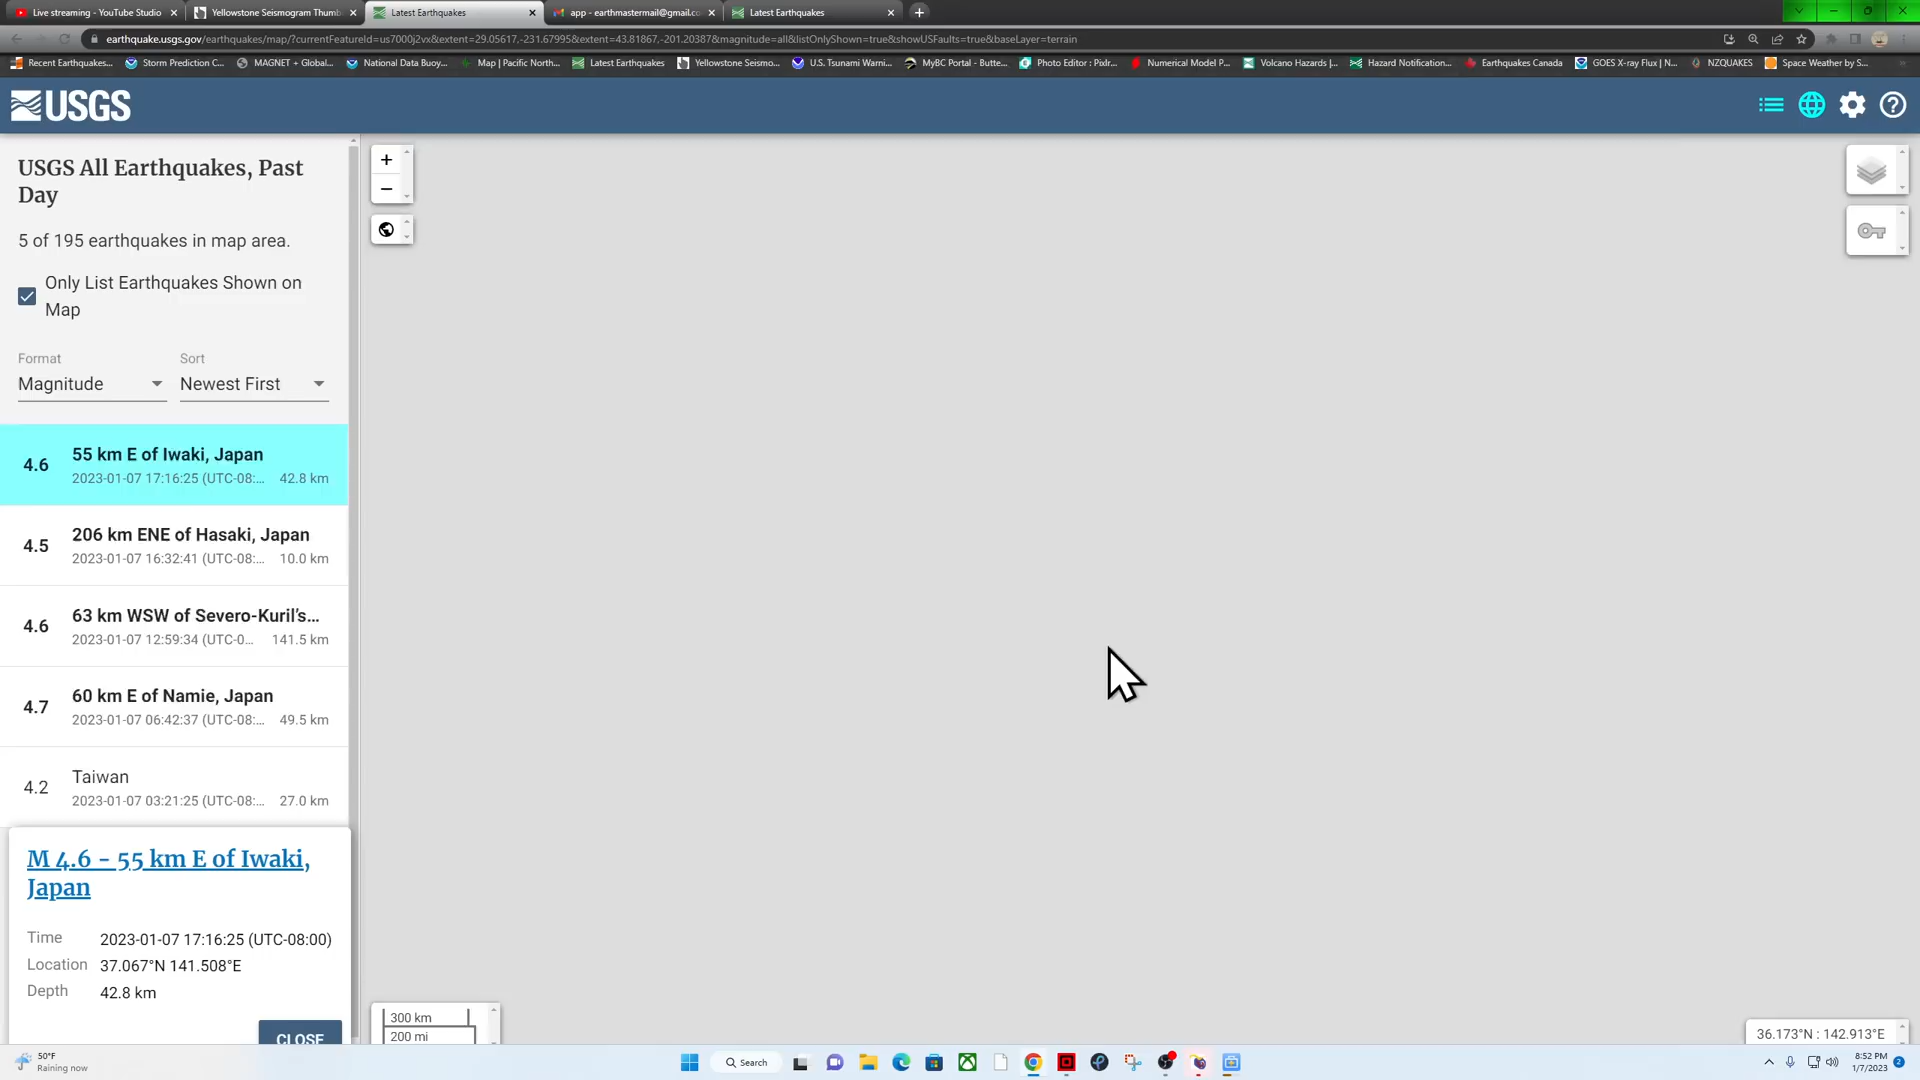 Live streaming - YouTube Studio
Yellowstone Seismogram Thumb
Latest Earthquakes
app - earthmastermail@gmail.co
Latest Earthquakes
earthquake.usgs.gov/earthquakes/map/?currentFeatureId=us7000j2vx&extent=29.05617,-231.67995&extent=43.81867,-201.20387&magnitude=all&listOnlyShown=true&showUSFaults=true&baseLayer=terrain
Recent Earthquakes... Storm Prediction C... MAGNET + Global... National Data Buoy... Map | Pacific North... Latest Earthquakes Yellowstone Seismo... U.S. Tsunami Warni... MyBC Portal - Butte... Photo Editor : Pixlr... Numerical Model P... Volcano Hazards |... Hazard Notification... Earthquakes Canada GOES X-ray Flux | N... NZQUAKES Space Weather by S...
USGS
USGS All Earthquakes, Past
Day
5 of 195 earthquakes in map area.
Only List Earthquakes Shown on
Map
Format Sort
Magnitude Newest First
4.6 55 km E of Iwaki, Japan
2023-01-07 17:16:25 (UTC-08:... 42.8 km
4.5 206 km ENE of Hasaki, Japan
2023-01-07 16:32:41 (UTC-08:... 10.0 km
4.6 63 km WSW of Severo-Kuril's...
2023-01-07 12:59:34 (UTC-0... 141.5 km
4.7 60 km E of Namie, Japan
2023-01-07 06:42:37 (UTC-08:... 49.5 km
4.2 Taiwan
2023-01-07 03:21:25 (UTC-08:... 27.0 km
M 4.6 - 55 km E of Iwaki,
Japan
Time 2023-01-07 17:16:25 (UTC-08:00)
Location 37.067°N 141.508°E
Depth 42.8 km
CLOSE
+
−
300 km
200 mi
36.173°N : 142.913°E
50°F
Raining now
Search
8:52 PM
1/7/2023
2